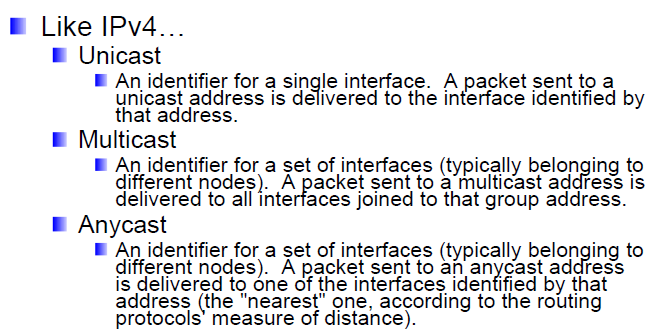 Like IPv4…
Unicast
An identifier for a single interface.  A packet sent to a
unicast address is delivered to the interface identified by
that address.
Multicast
An identifier for a set of interfaces (typically belonging to
different nodes).  A packet sent to a multicast address is
delivered to all interfaces joined to that group address.
Anycast
An identifier for a set of interfaces (typically belonging to
different nodes).  A packet sent to an anycast address
is delivered to one of the interfaces identified by that
address (the "nearest" one, according to the routing
protocols' measure of distance).